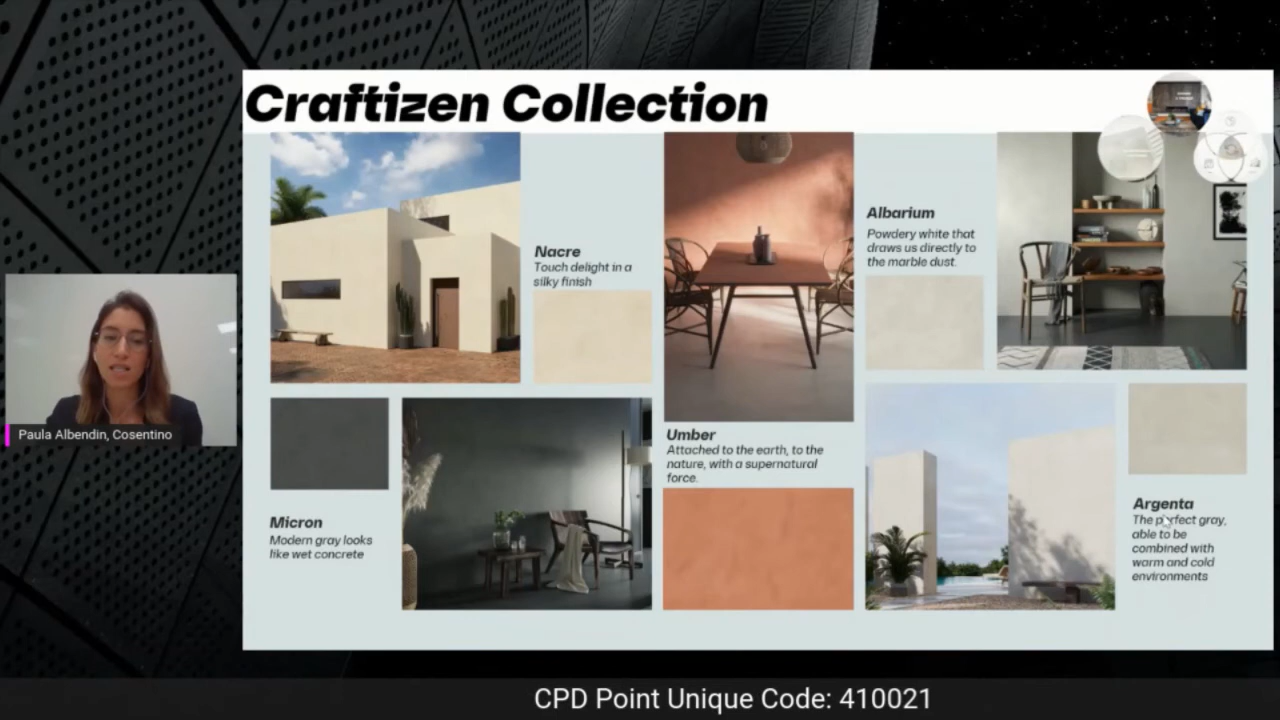 Craftizen Collection
Nacre
Touch delight in a
silky finish
Albarium
Powdery white that
draws us directly to
the marble dust.
Umber
Attached to the earth, to the
nature, with a supernatural
force.
Micron
Modern gray looks
like wet concrete
Argenta
The perfect gray,
able to be
combined with
warm and cold
environments
Paula Albendin, Cosentino
CPD Point Unique Code: 410021